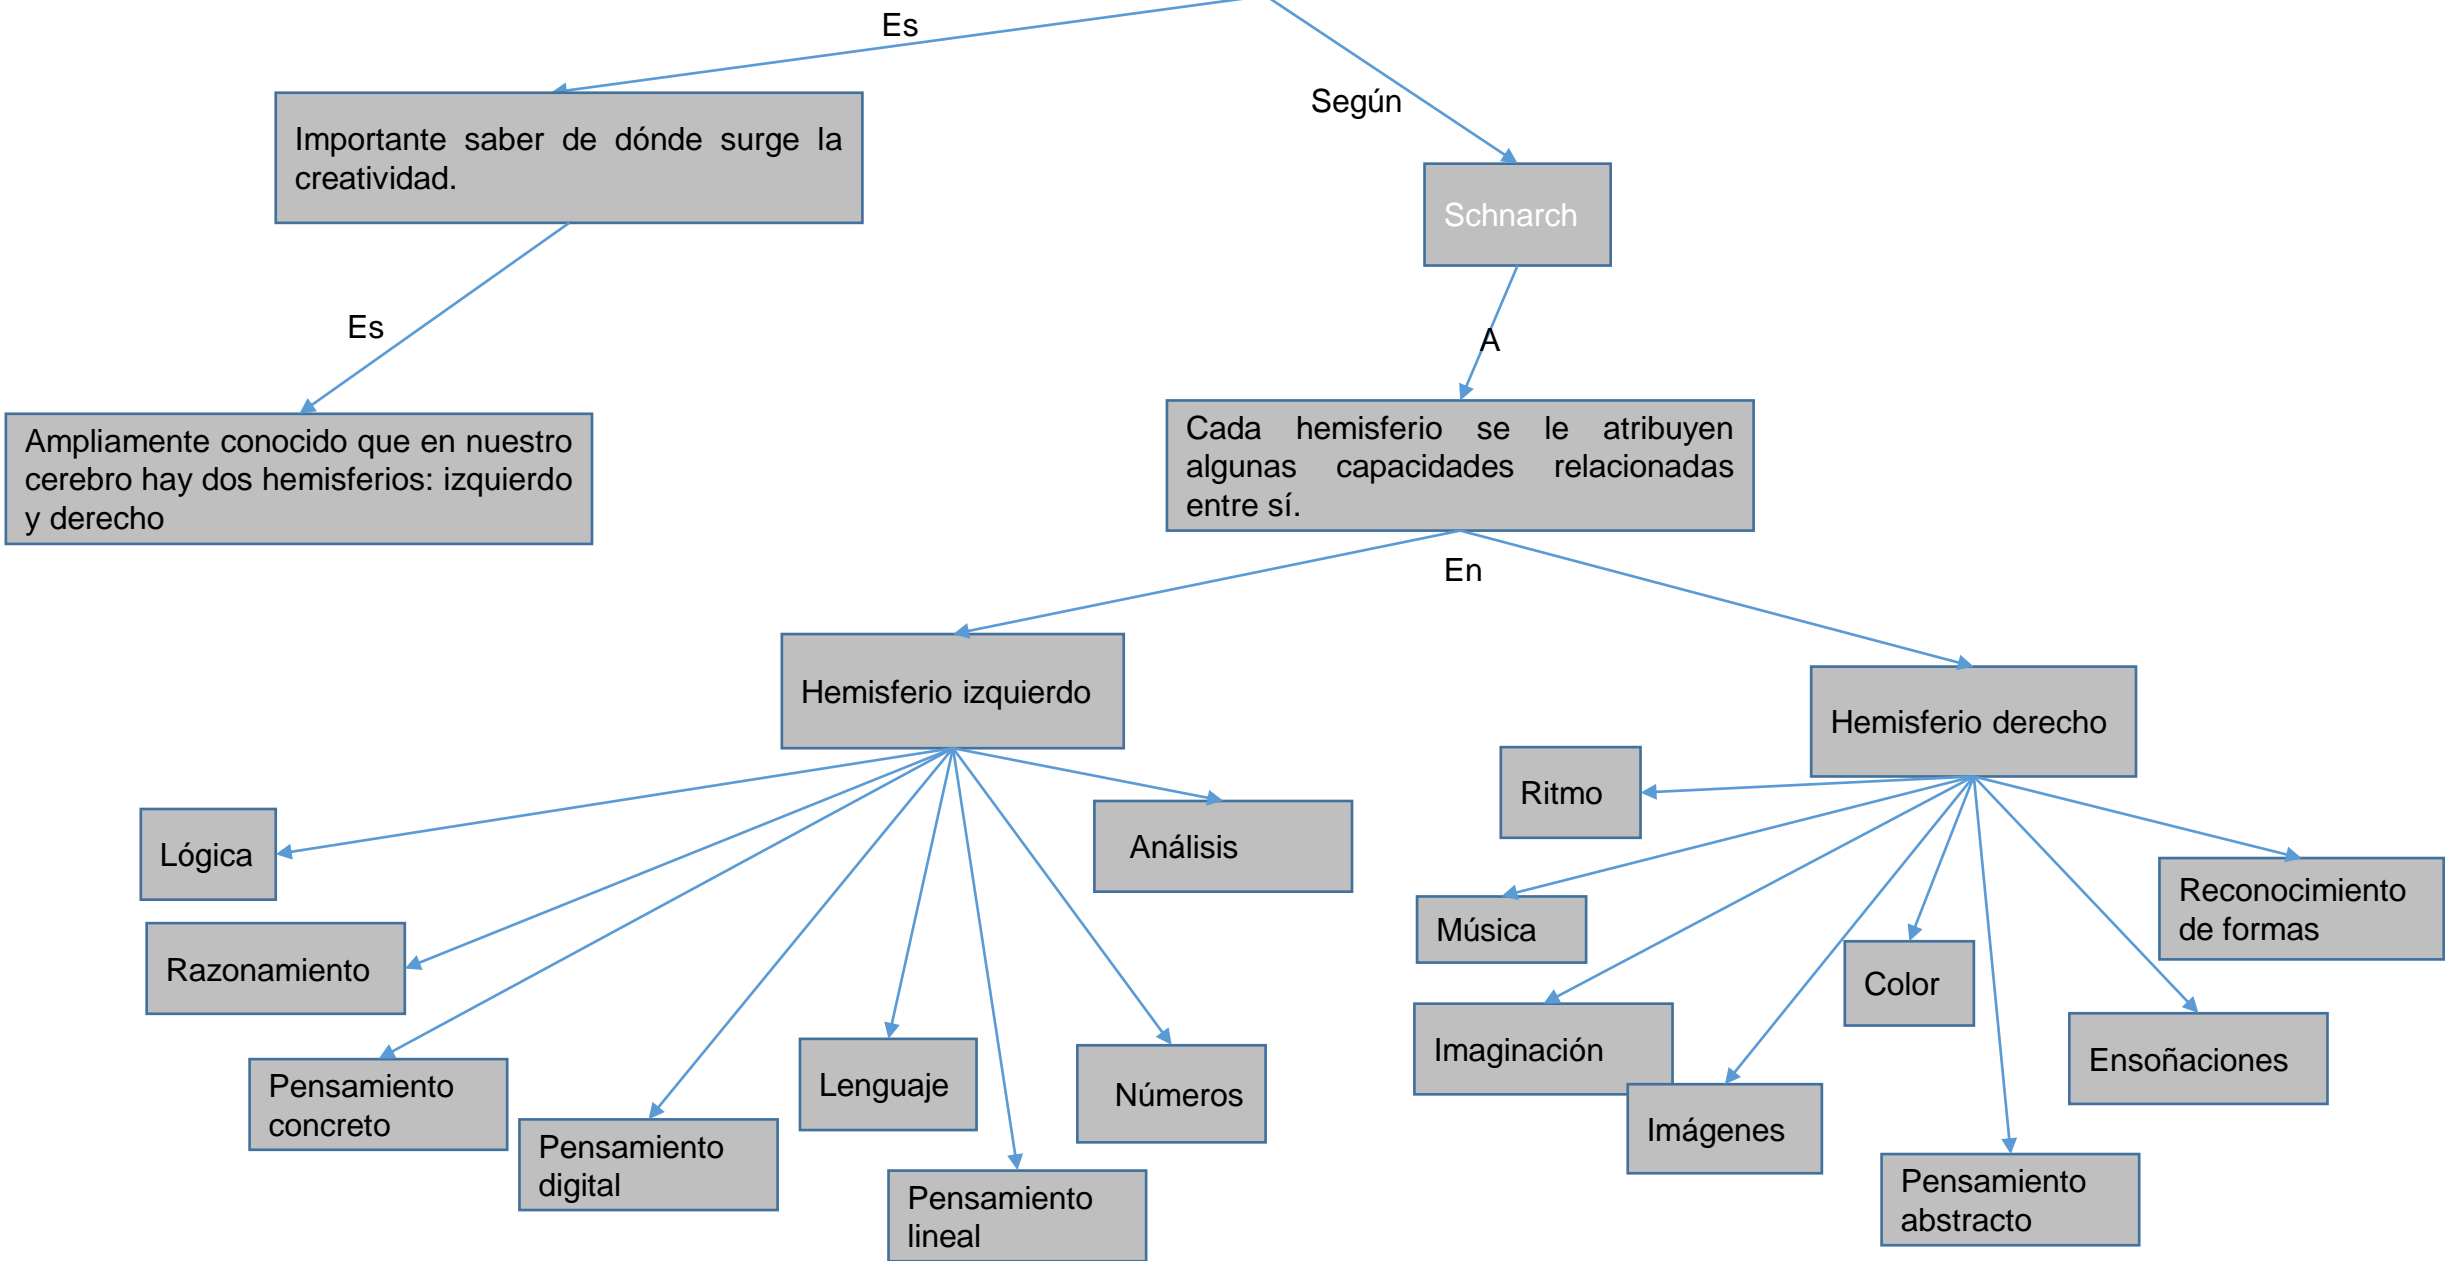 Es
Según
Importante saber de dónde surge la
creatividad.
Schnarch
Es
A
Ampliamente conocido que en nuestro
cerebro hay dos hemisferios: izquierdo
y derecho
Cada hemisferio se le atribuyen
algunas capacidades relacionadas
entre sí.
En
Hemisferio izquierdo
Hemisferio derecho
Lógica
Razonamiento
Pensamiento
concreto
Pensamiento
digital
Lenguaje
Pensamiento
lineal
Números
Análisis
Ritmo
Música
Imaginación
Imágenes
Color
Pensamiento
abstracto
Ensoñaciones
Reconocimiento
de formas